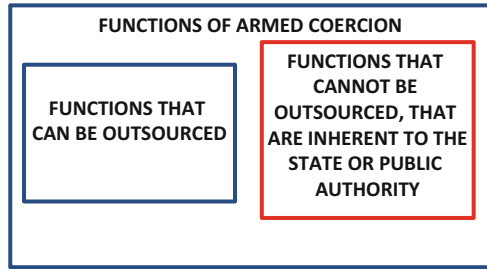 FUNCTIONS OF ARMED COERCION
FUNCTIONS THAT
CAN BE OUTSOURCED
FUNCTIONS THAT
CANNOT BE
OUTSOURCED, THAT
ARE INHERENT TO THE
STATE OR PUBLIC
AUTHORITY